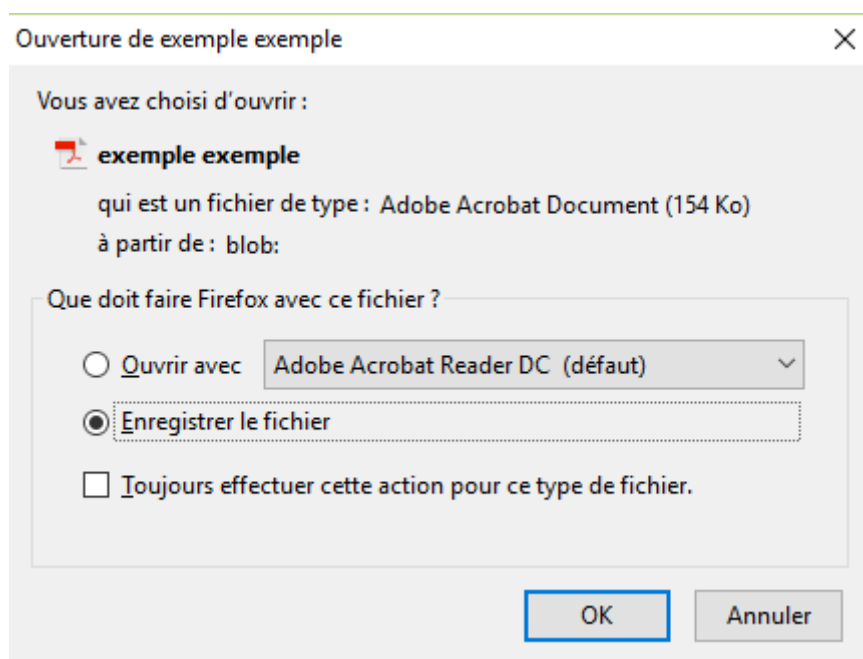 Ouverture de exemple exemple
Vous avez choisi d'ouvrir :
exemple exemple
qui est un fichier de type : Adobe Acrobat Document (154 Ko)
à partir de : blob:
Que doit faire Firefox avec ce fichier ?
Ouvrir avec Adobe Acrobat Reader DC (défaut)
Enregistrer le fichier
Toujours effectuer cette action pour ce type de fichier.
OK Annuler